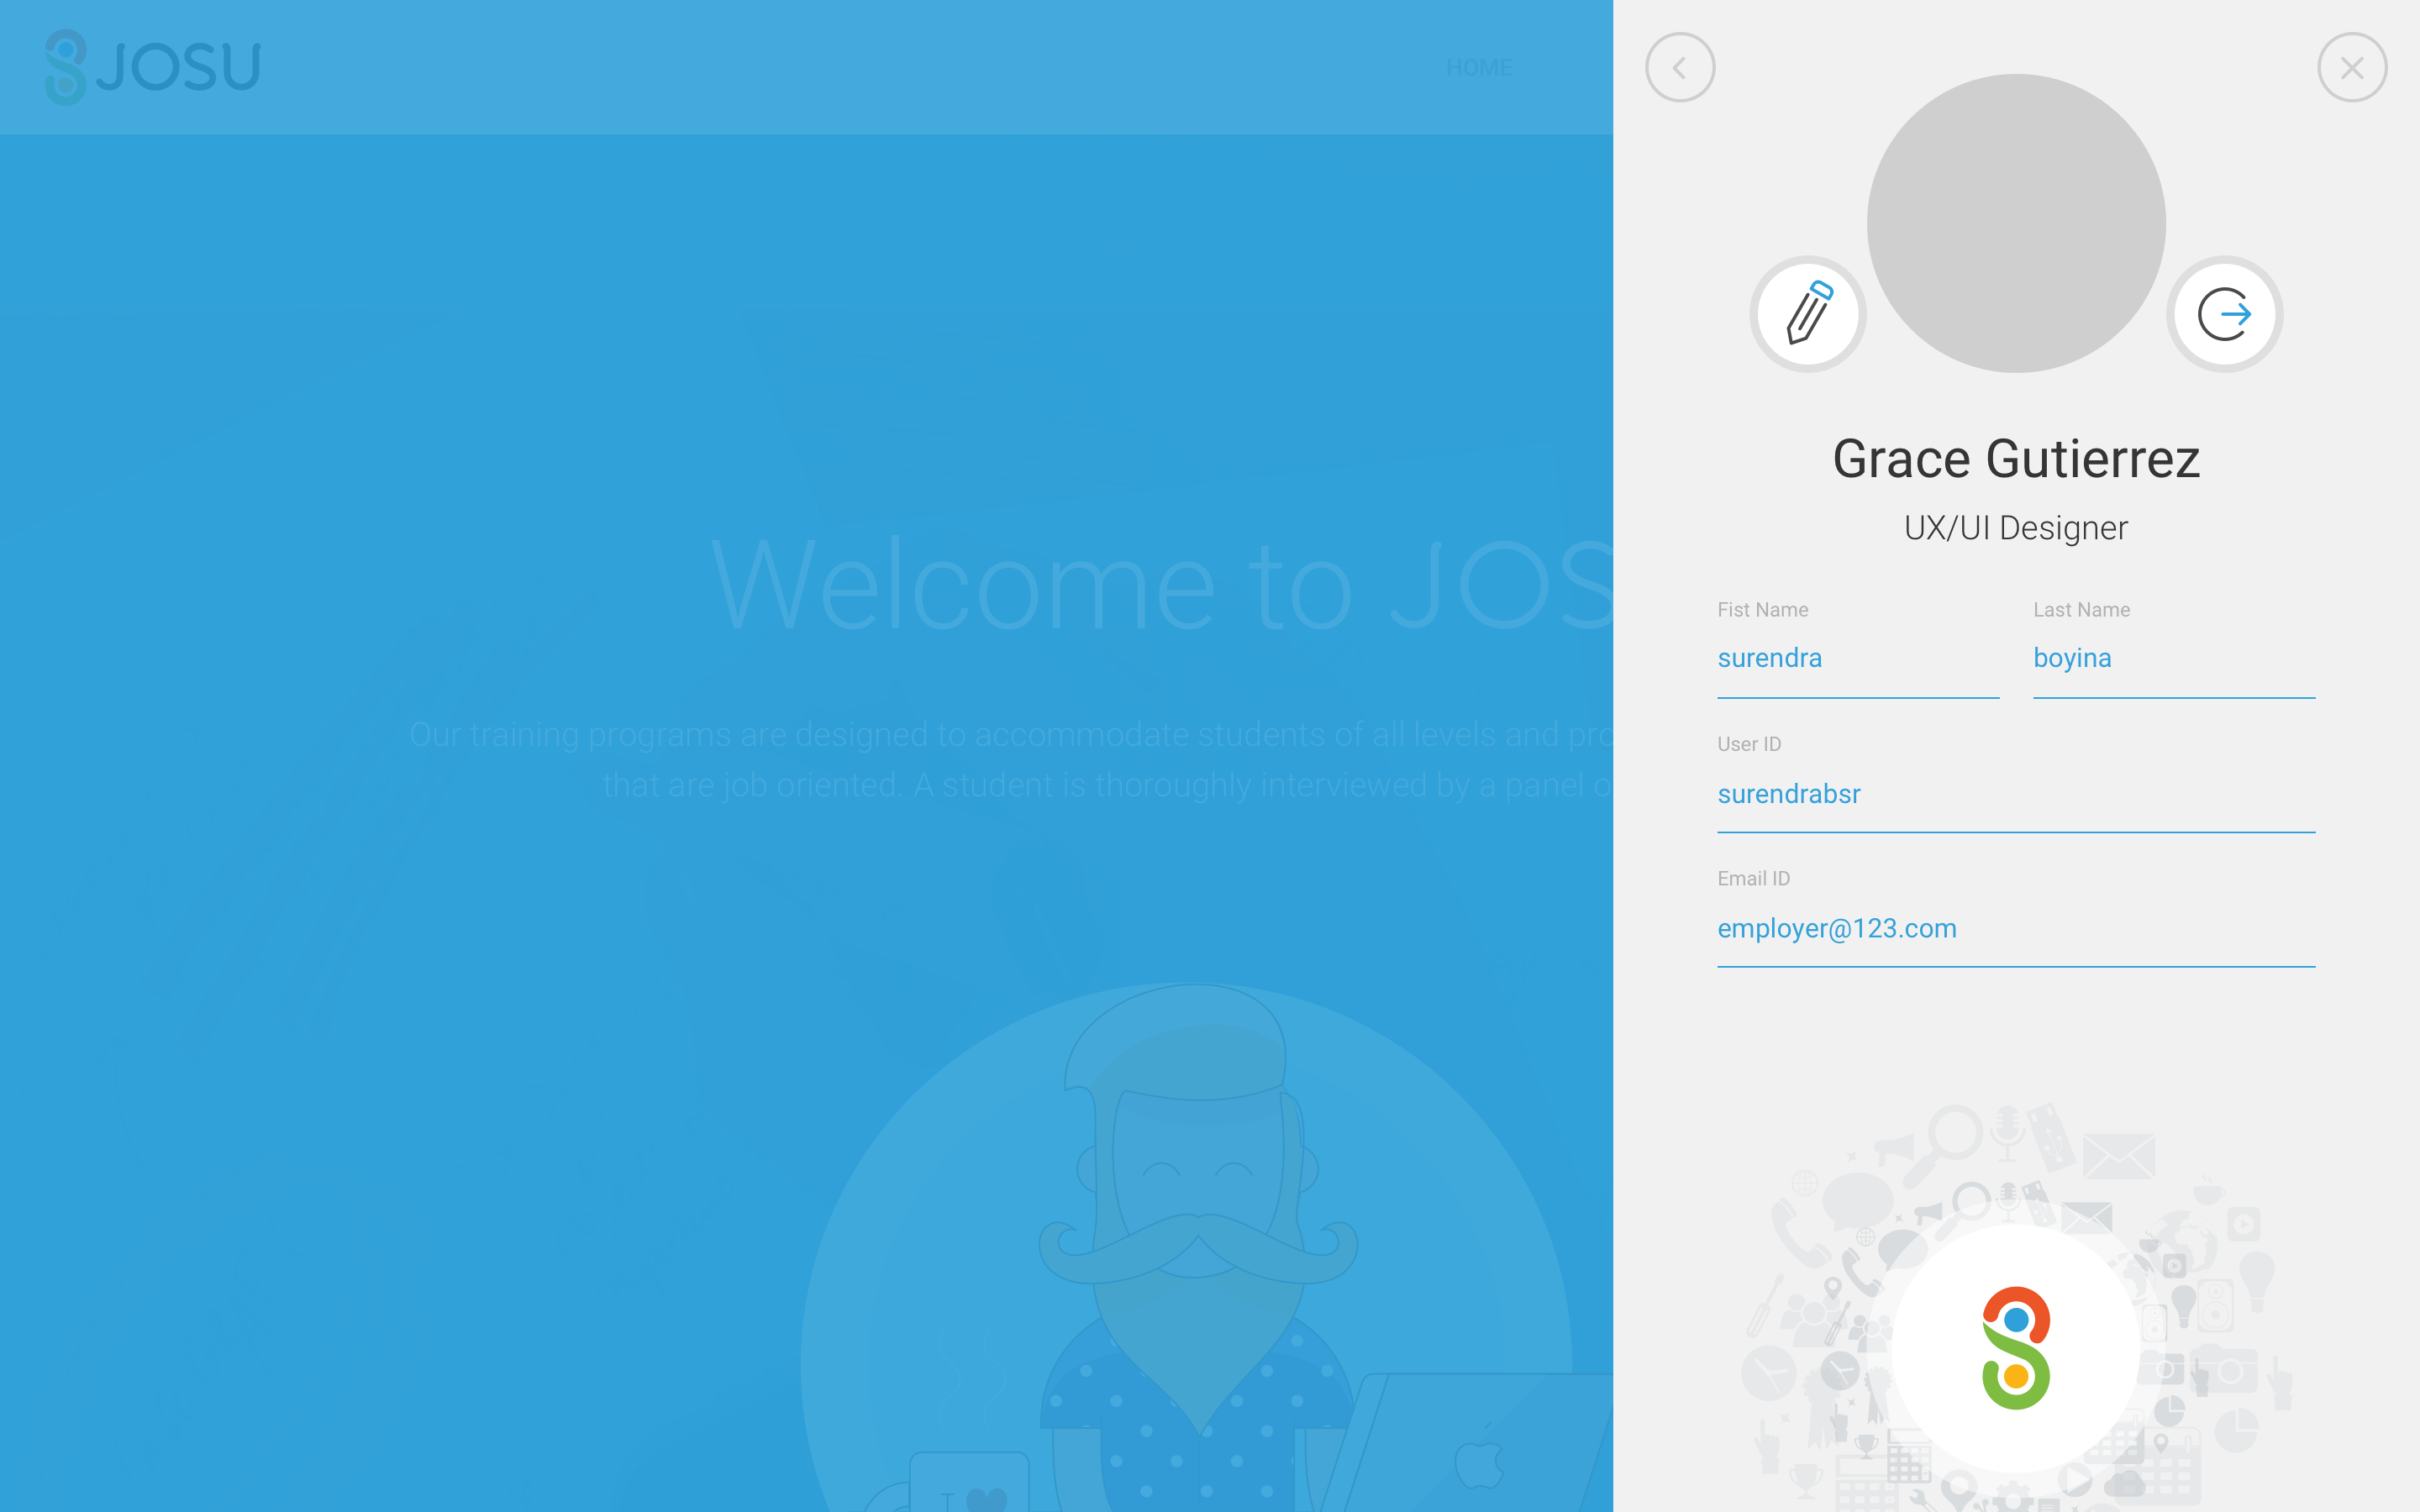 JOSU
HOME
Welcome to JOS
Our training programs are designed to accommodate students of all levels and pro
that are job oriented. A student is thoroughly interviewed by a panel o
I
Grace Gutierrez
UX/UI Designer
Fist Name
Last Name
surendra
boyina
User ID
surendrabsr
Email ID
employer@123.com